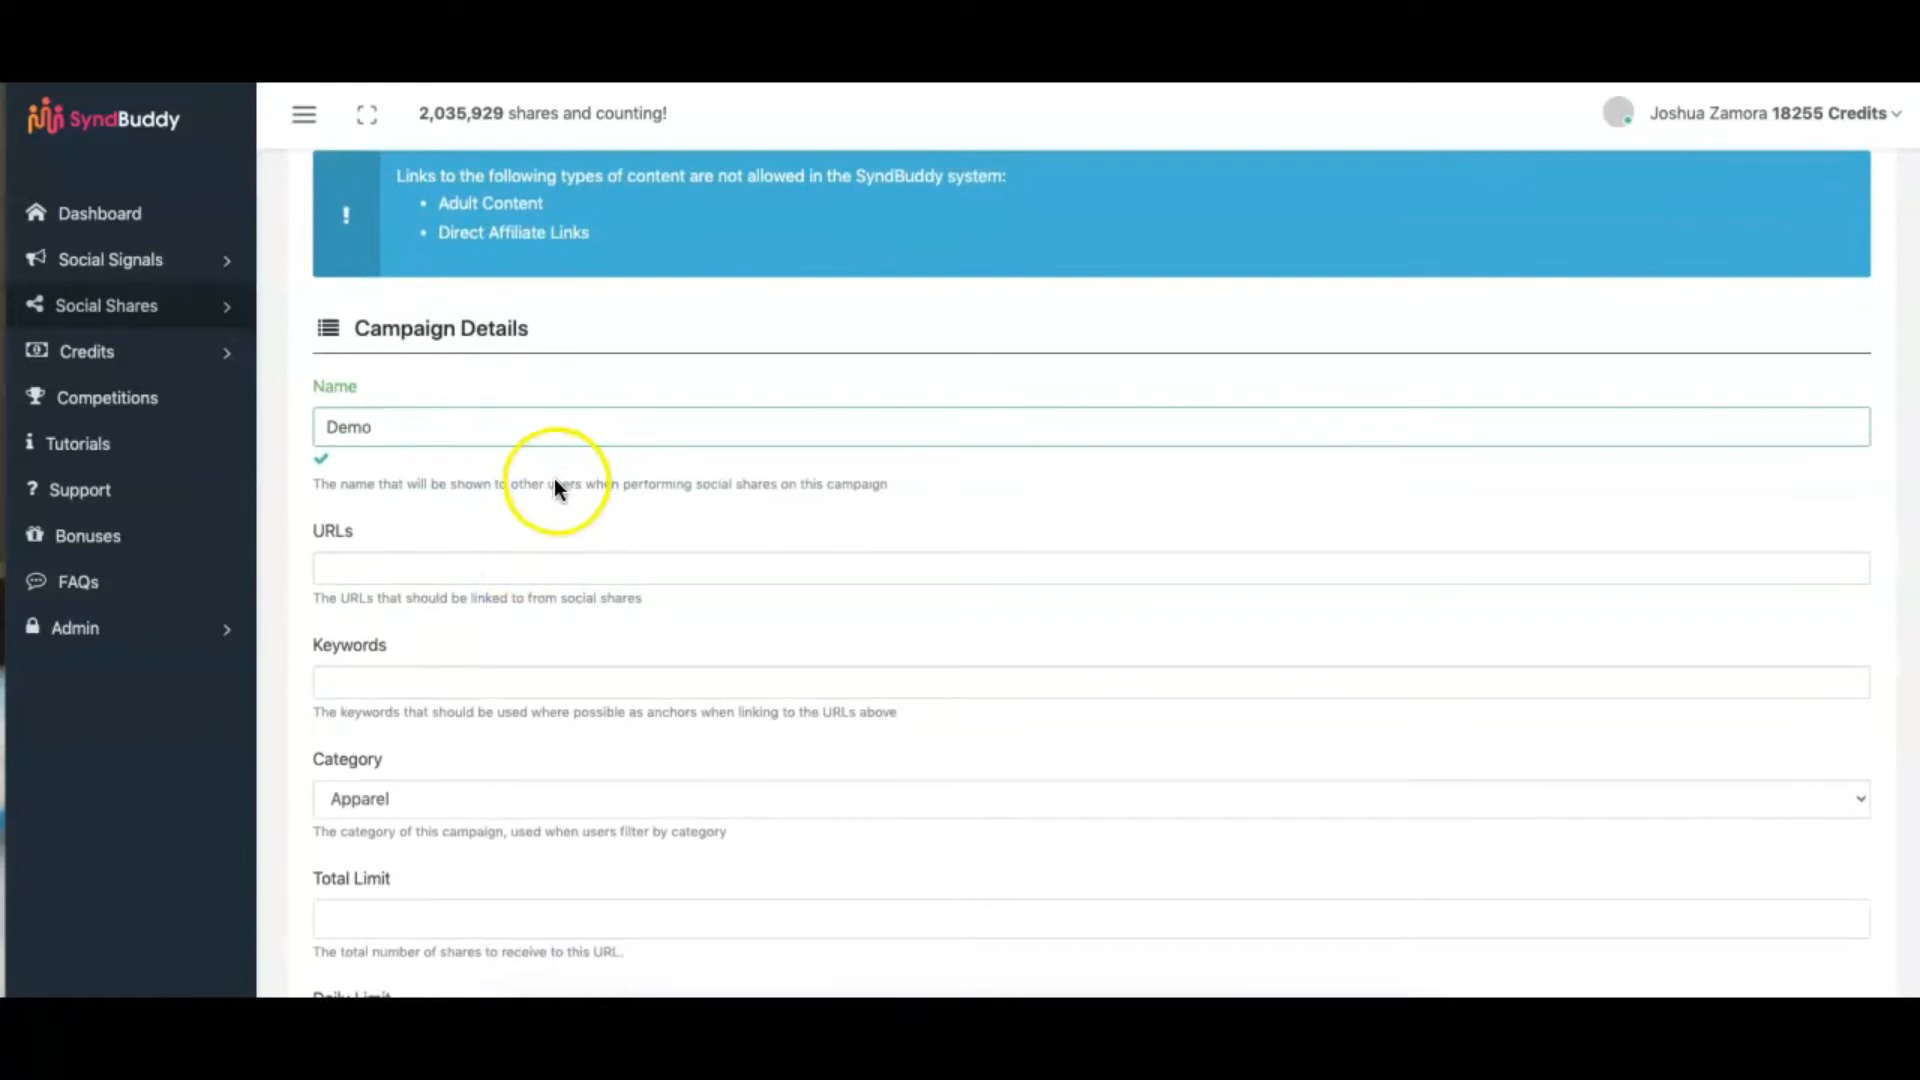 SyndBuddy
2,035,929 shares and counting!
Joshua Zamora 18255 Credits
Dashboard
Social Signals
Social Shares
Credits
Competitions
Tutorials
Support
Bonuses
FAQs
Admin
Links to the following types of content are not allowed in the SyndBuddy system:
• Adult Content
• Direct Affiliate Links
Campaign Details
Name
Demo
The name that will be shown to other users when performing social shares on this campaign
URLs
The URLs that should be linked to from social shares
Keywords
The keywords that should be used where possible as anchors when linking to the URLs above
Category
Apparel
The category of this campaign, used when users filter by category
Total Limit
The total number of shares to receive to this URL.
Daily Limit